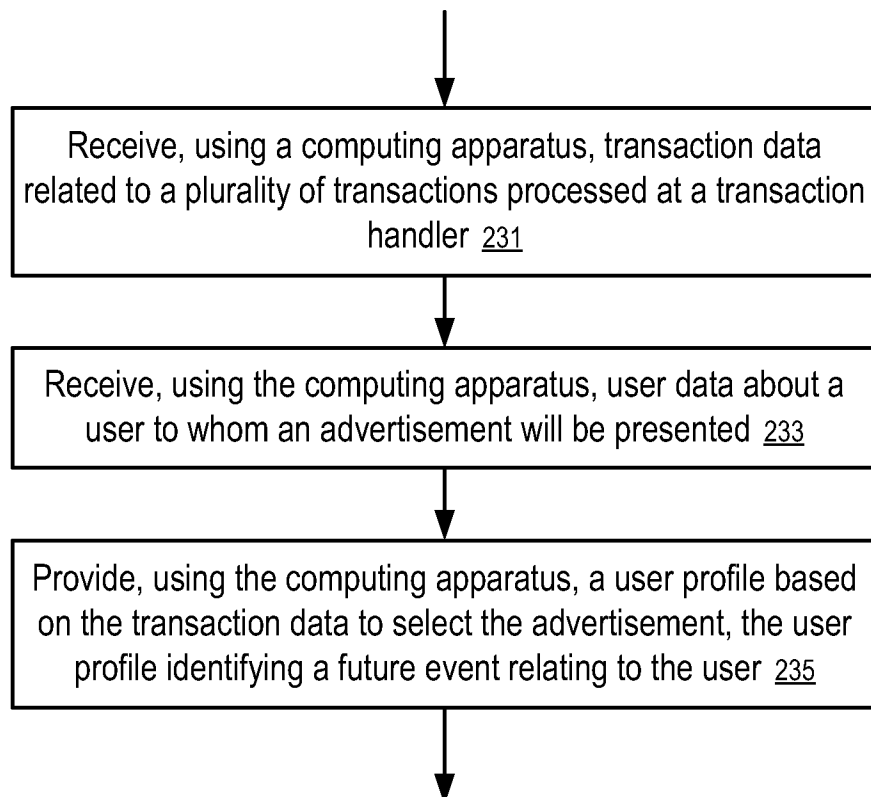 Receive, using a computing apparatus, transaction data
related to a plurality of transactions processed at a transaction
handler 231
Receive, using the computing apparatus, user data about a
user to whom an advertisement will be presented 233
Provide, using the computing apparatus, a user profile based
on the transaction data to select the advertisement, the user
profile identifying a future event relating to the user 235